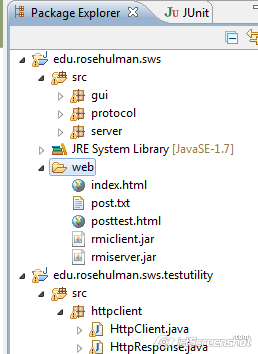 Package Explorer JUnit
edu.rosehulman.sws
src
gui
protocol
server
JRE System Library [JavaSE-1.7]
web
index.html
post.txt
posttest.html
rmiclient.jar
rmiserver.jar
edu.rosehulman.sws.testutility
src
httpclient
HttpClient.java
HttpResponse.java